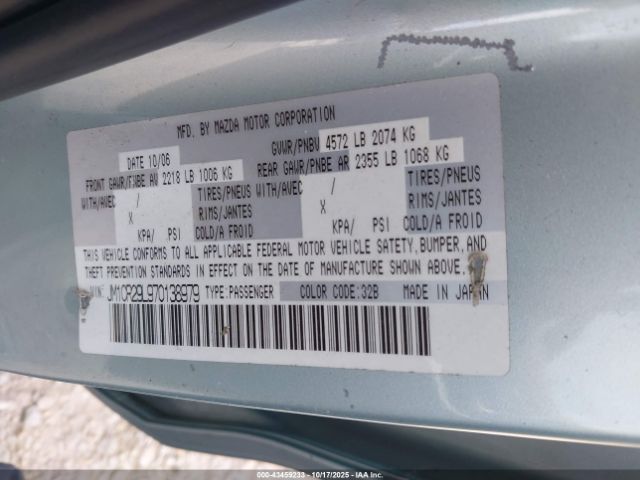 MFD. BY MAZDA MOTOR CORPORATION
DATE 10/06 GVWR/PNBV 4572 LB 2074 KG
FRONT GAWR/PNBE AV 2218 LB 1006 KG REAR GAWR/PNBE AR 2355 LB 1068 KG
WITH/AVEC / TIRES/PNEUS WITH/AVEC / TIRES/PNEUS
X RIMS/JANTES X RIMS/JANTES
KPA/ PSI COLD/A FROID KPA/ PSI COLD/A FROID
THIS VEHICLE CONFORMS TO ALL APPLICABLE FEDERAL MOTOR VEHICLE SAFETY, BUMPER, AND
THEFT PREVENTION STANDARDS IN EFFECT ON THE DATE OF MANUFACTURE SHOWN ABOVE.
VIN: JM1CR29L970138979 TYPE:PASSENGER COLOR CODE:32B MADE IN JAPAN
000-43459233 - 10/17/2025 - IAAI.COM